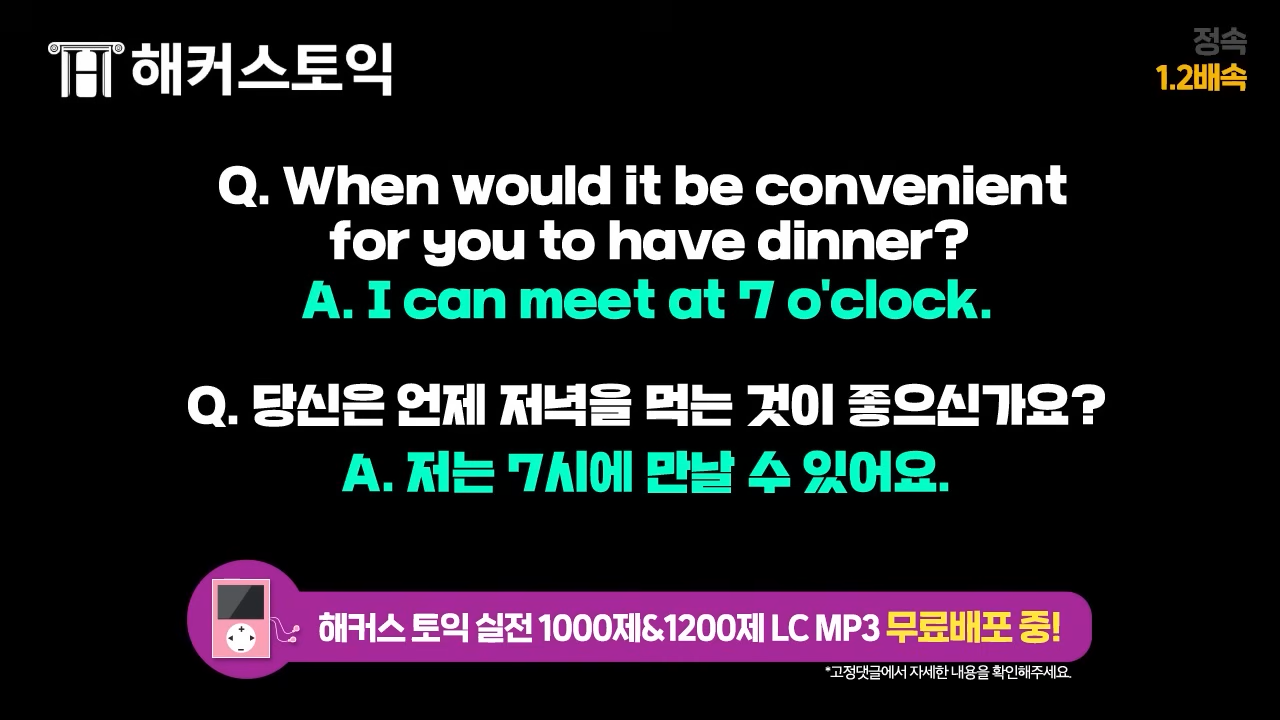 해커스토익
정속
1.2배속
Q. When would it be convenient
for you to have dinner?
A. I can meet at 7 o'clock.
Q. 당신은 언제 저녁을 먹는 것이 좋으신가요?
A. 저는 7시에 만날 수 있어요.
해커스 토익 실전 1000제&1200제 LC MP3 무료배포 중!
*고정댓글에서 자세한 내용을 확인해주세요.